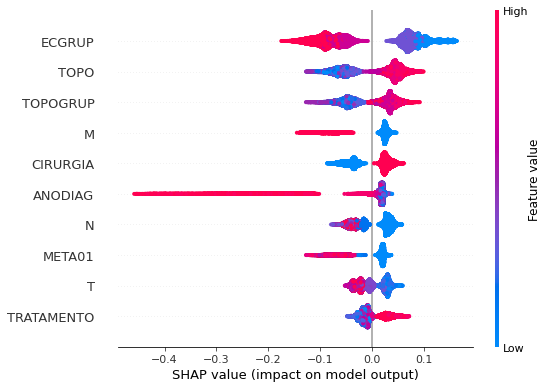 High
ECGRUP
TOPO
TOPOGRUP
M
CIRURGIA
ANODIAG
N
META01
T
TRATAMENTO
Feature value
Low
−0.4 −0.3 −0.2 −0.1 0.0 0.1
SHAP value (impact on model output)